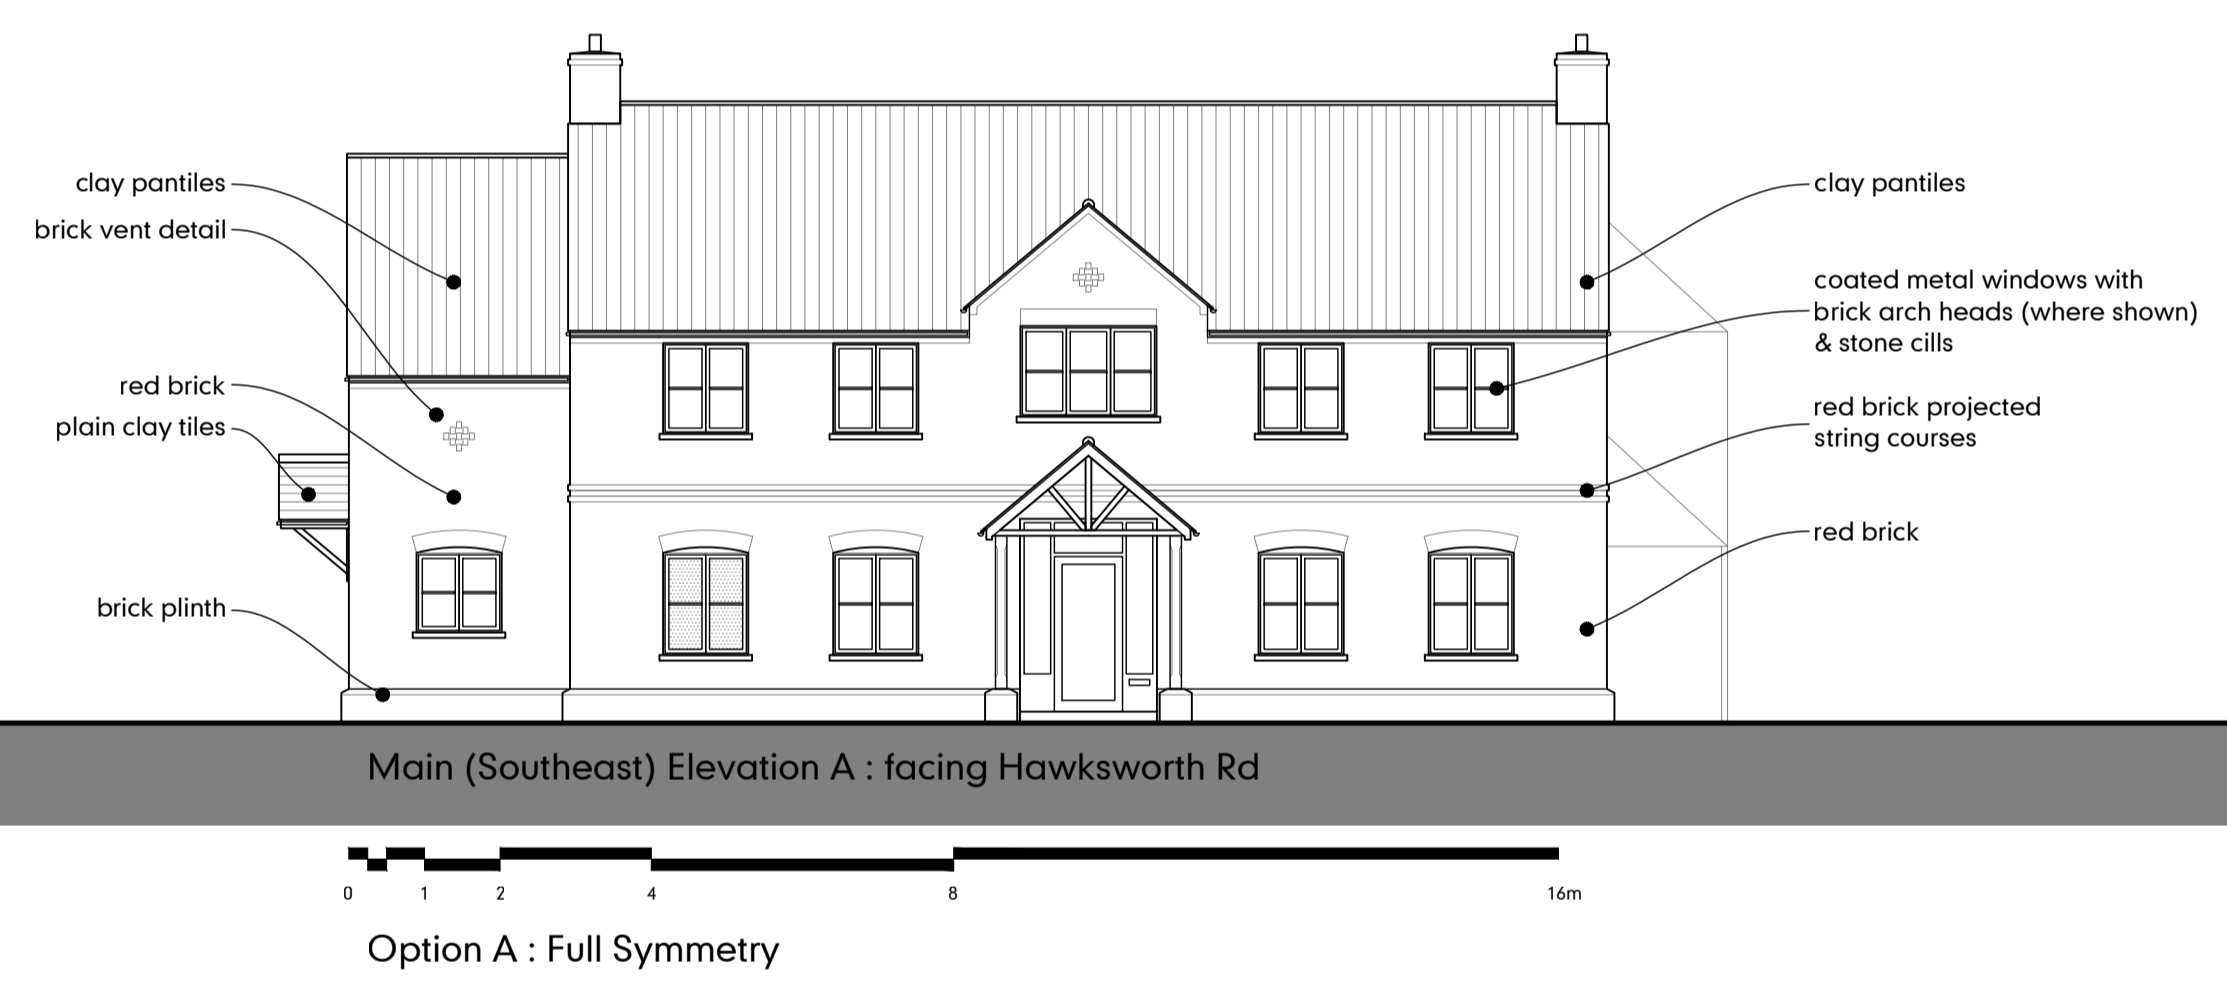 clay pantiles
brick vent detail
red brick
plain clay tiles
brick plinth
clay pantiles
coated metal windows with
brick arch heads (where shown)
& stone cills
red brick projected
string courses
red brick
Main (Southeast) Elevation A : facing Hawksworth Rd
0 1 2 4 8 16m
Option A : Full Symmetry